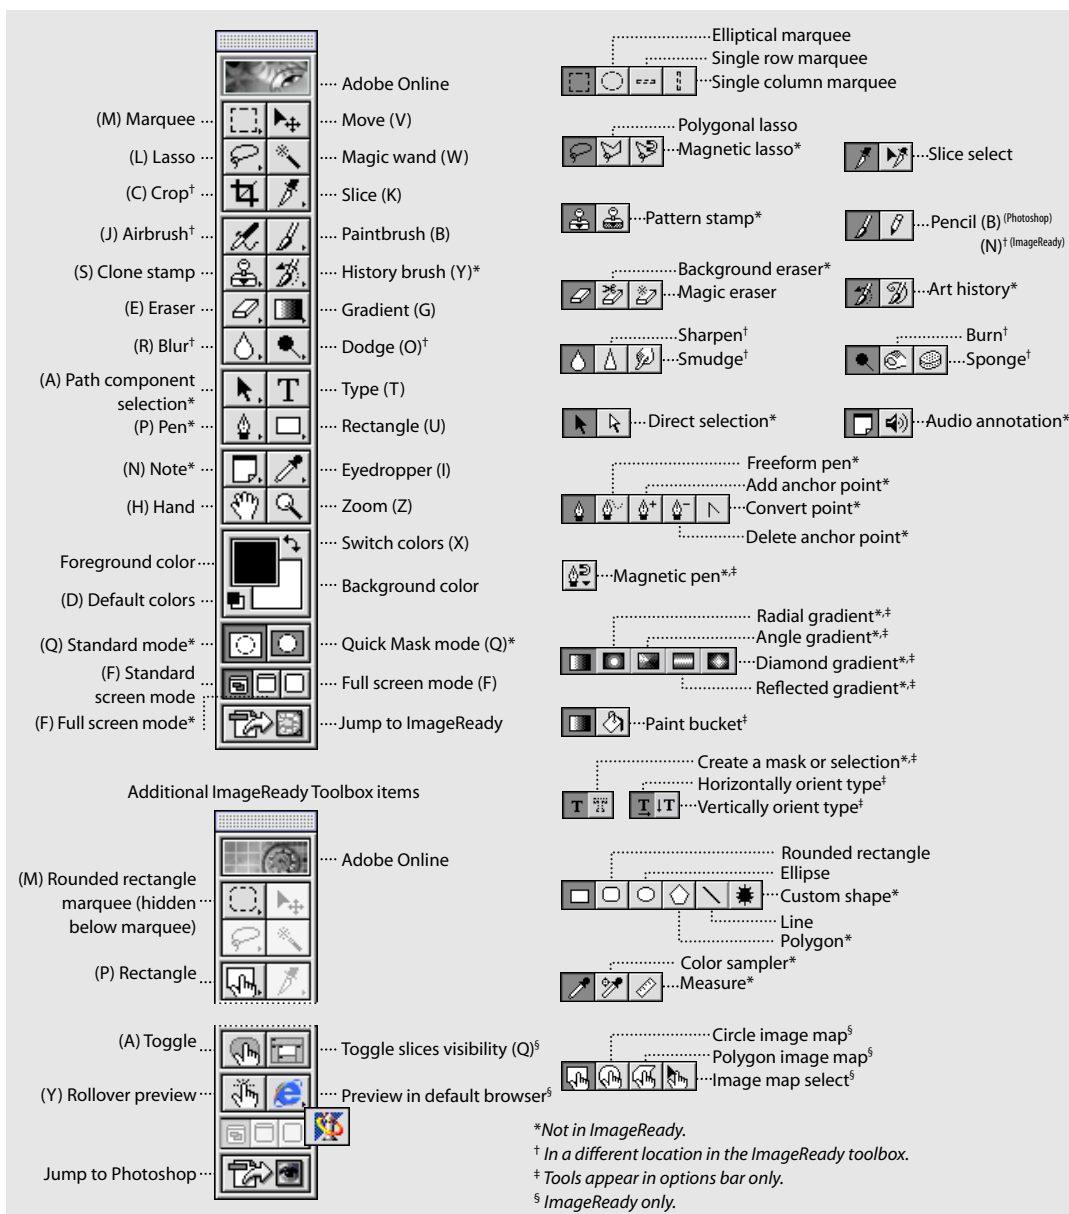 Adobe Online
(M) Marquee
Move (V)
(L) Lasso
Magic wand (W)
(C) Crop†
Slice (K)
(J) Airbrush†
Paintbrush (B)
(S) Clone stamp
History brush (Y)*
(E) Eraser
Gradient (G)
(R) Blur†
Dodge (O)†
(A) Path component
selection*
Type (T)
(P) Pen*
Rectangle (U)
(N) Note*
Eyedropper (I)
(H) Hand
Zoom (Z)
Switch colors (X)
Foreground color
Background color
(D) Default colors
(Q) Standard mode*
Quick Mask mode (Q)*
(F) Standard
screen mode
Full screen mode (F)
(F) Full screen mode*
Jump to ImageReady
Additional ImageReady Toolbox items
Adobe Online
(M) Rounded rectangle
marquee (hidden
below marquee)
(P) Rectangle
(A) Toggle
Toggle slices visibility (Q)§
(Y) Rollover preview
Preview in default browser§
Jump to Photoshop
Elliptical marquee
Single row marquee
Single column marquee
Polygonal lasso
Magnetic lasso*
Slice select
Pattern stamp*
Pencil (B) (Photoshop)
(N)† (ImageReady)
Background eraser*
Magic eraser
Art history*
Sharpen†
Smudge†
Burn†
Sponge†
Direct selection*
Audio annotation*
Freeform pen*
Add anchor point*
Convert point*
Delete anchor point*
Magnetic pen*,‡
Radial gradient*,‡
Angle gradient*,‡
Diamond gradient*,‡
Reflected gradient*,‡
Paint bucket‡
Create a mask or selection*,‡
Horizontally orient type‡
Vertically orient type‡
Rounded rectangle
Ellipse
Custom shape*
Line
Polygon*
Color sampler*
Measure*
Circle image map§
Polygon image map§
Image map select§
*Not in ImageReady.
† In a different location in the ImageReady toolbox.
‡ Tools appear in options bar only.
§ ImageReady only.